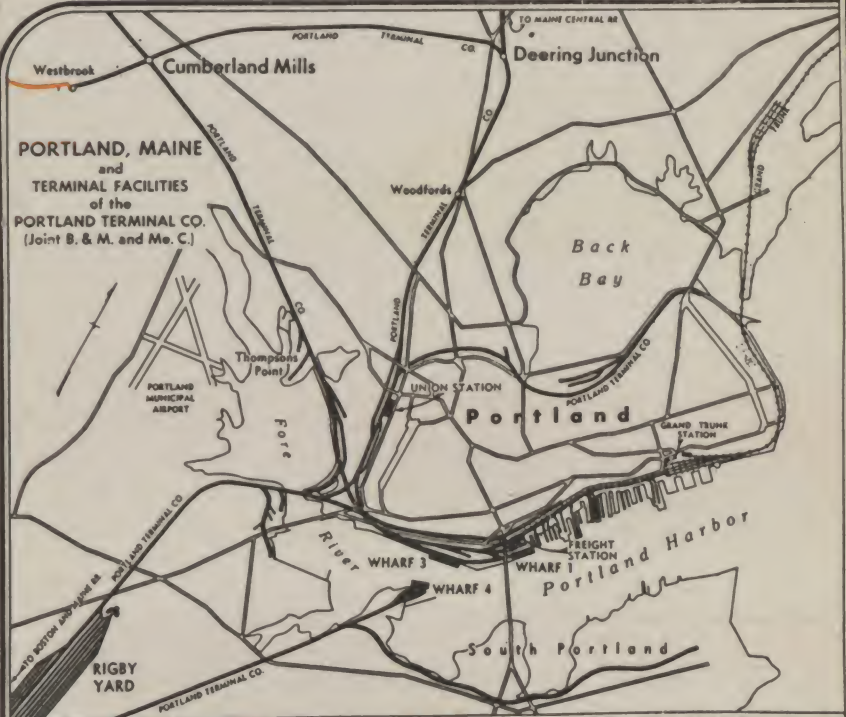 TO MAINE CENTRAL RR
PORTLAND TERMINAL CO.
Westbrook
Cumberland Mills
Deering Junction
PORTLAND, MAINE
and
TERMINAL FACILITIES
of the
PORTLAND TERMINAL CO.
(Joint B. & M. and Me. C.)
PORTLAND TERMINAL CO.
GRAND TRUNK
Woodfords
PORTLAND TERMINAL CO.
Back
Bay
Thompsons
Point
PORTLAND
MUNICIPAL
AIRPORT
UNION STATION
PORTLAND TERMINAL CO
Portland
GRAND TRUNK
STATION
Fore
River
PORTLAND TERMINAL CO
FREIGHT
STATION
WHARF 3
WHARF 1
Portland Harbor
WHARF 4
TO BOSTON AND MAINE RR
South Portland
RIGBY
YARD
PORTLAND TERMINAL CO.